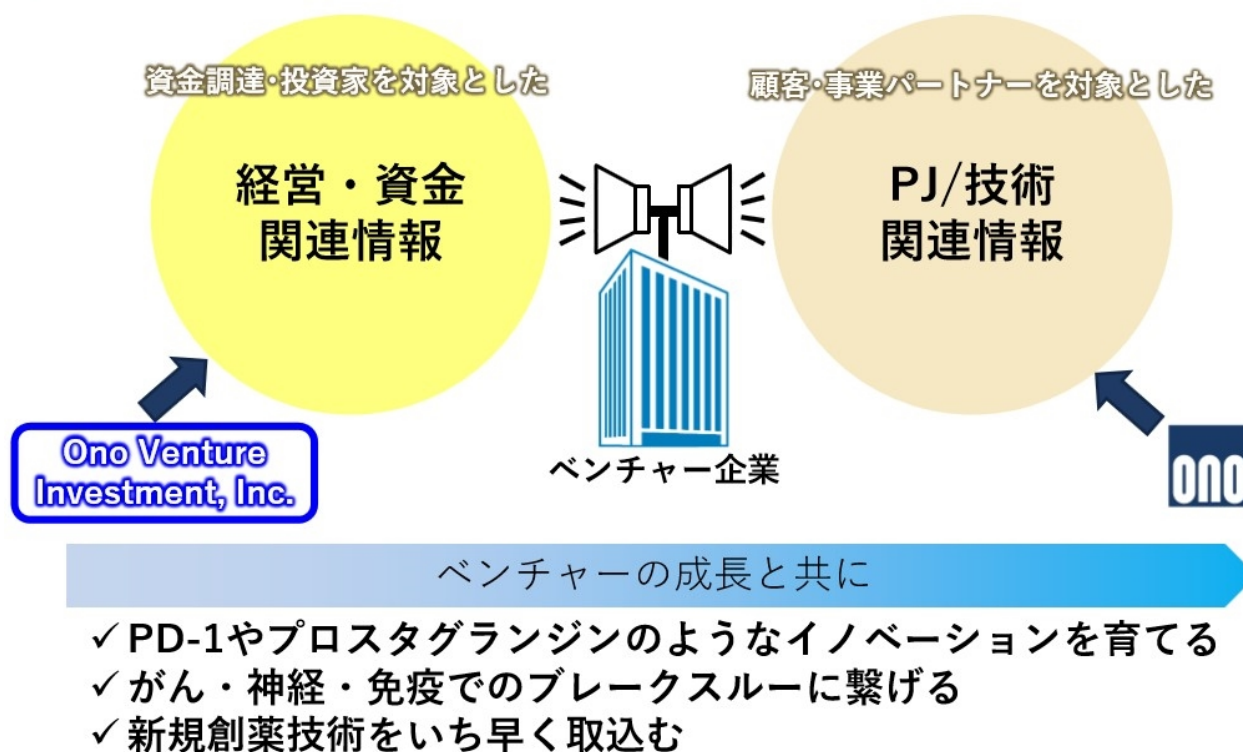 資金調達・投資家を対象とした
経営・資金
関連情報
顧客・事業パートナーを対象とした
PJ/技術
関連情報
Ono Venture
Investment, Inc.
ベンチャー企業
ono
ベンチャーの成長と共に
✓ PD-1やプロスタグランジンのようなイノベーションを育てる
✓ がん・神経・免疫でのブレークスルーに繋げる
✓ 新規創薬技術をいち早く取込む